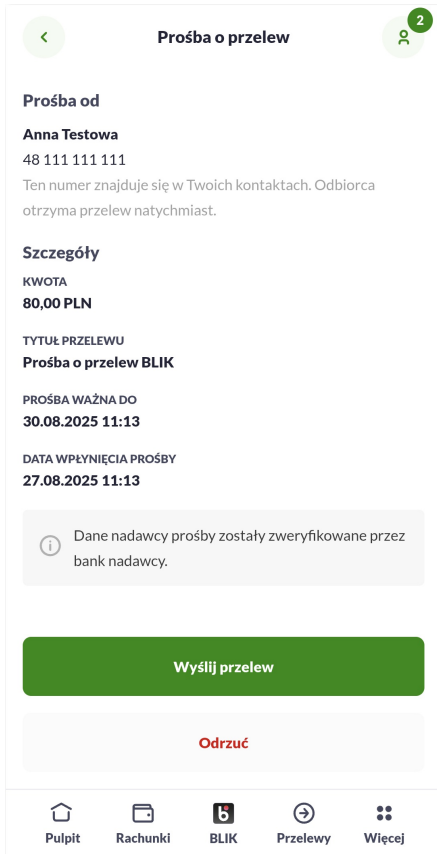 2
Prośba o przelew
Prośba od
Anna Testowa
48 111 111 111
Ten numer znajduje się w Twoich kontaktach. Odbiorca
otrzyma przelew natychmiast.
Szczegóły
KWOTA
80,00 PLN
TYTUŁ PRZELEWU
Prośba o przelew BLIK
PROŚBA WAŻNA DO
30.08.2025 11:13
DATA WPŁYNIĘCIA PROŚBY
27.08.2025 11:13
Dane nadawcy prośby zostały zweryfikowane przez
bank nadawcy.
Wyślij przelew
Odrzuć
Pulpit Rachunki BLIK Przelewy Więcej